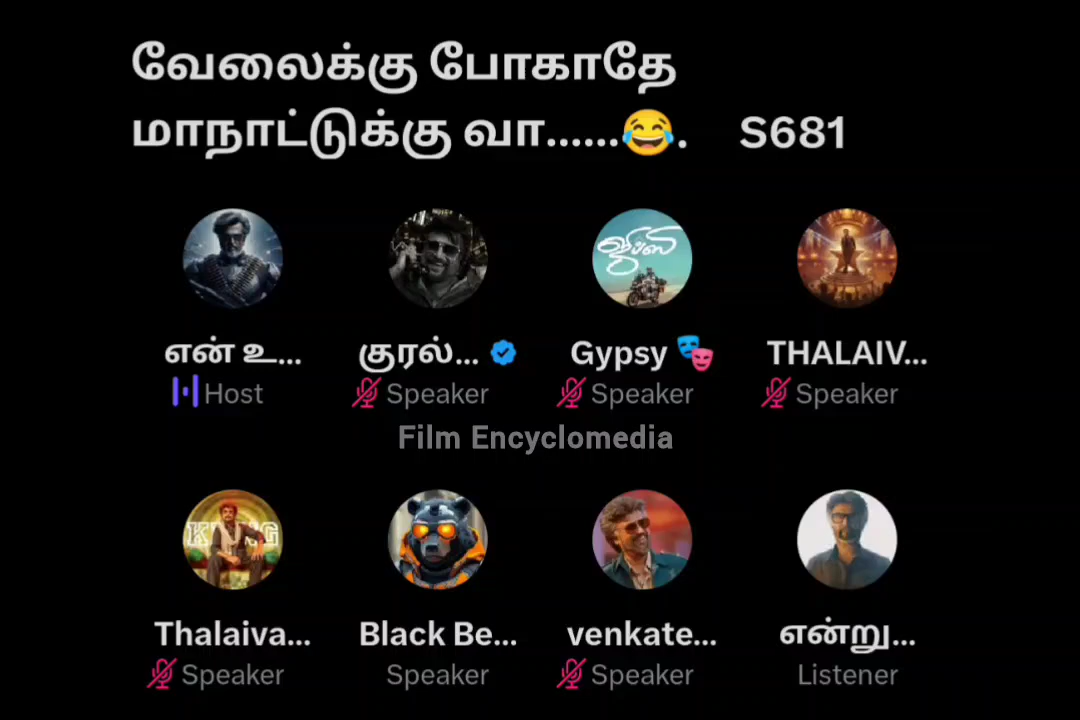 வேலைக்கு போகாதே
மாநாட்டுக்கு வா......😂. S681
ஜிப்ஸி
என் உ... குரல்... Gypsy 🎭 THALAIV...
Host Speaker Speaker Speaker
Film Encyclomedia
KING
Thalaiva... Black Be... venkate... என்று...
Speaker Speaker Speaker Listener